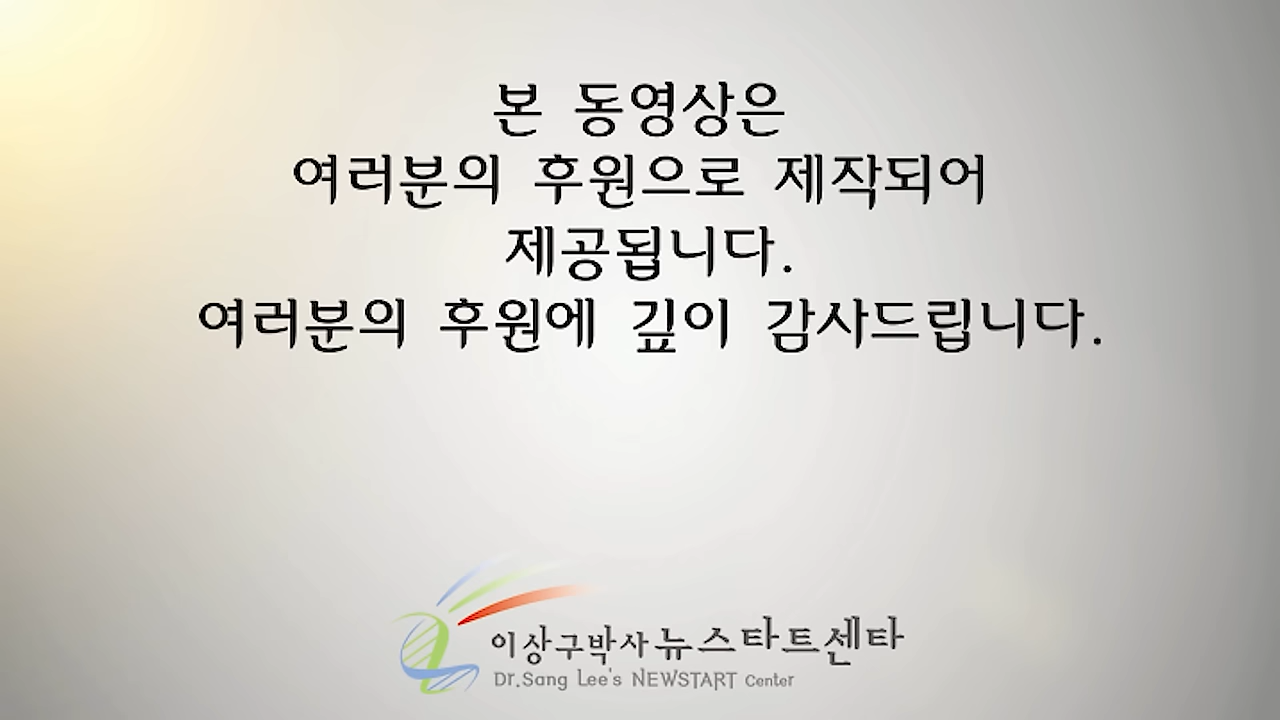 본 동영상은
여러분의 후원으로 제작되어
제공됩니다.
여러분의 후원에 깊이 감사드립니다.
이상구박사 뉴스타트센타
Dr.Sang Lee's NEWSTART Center